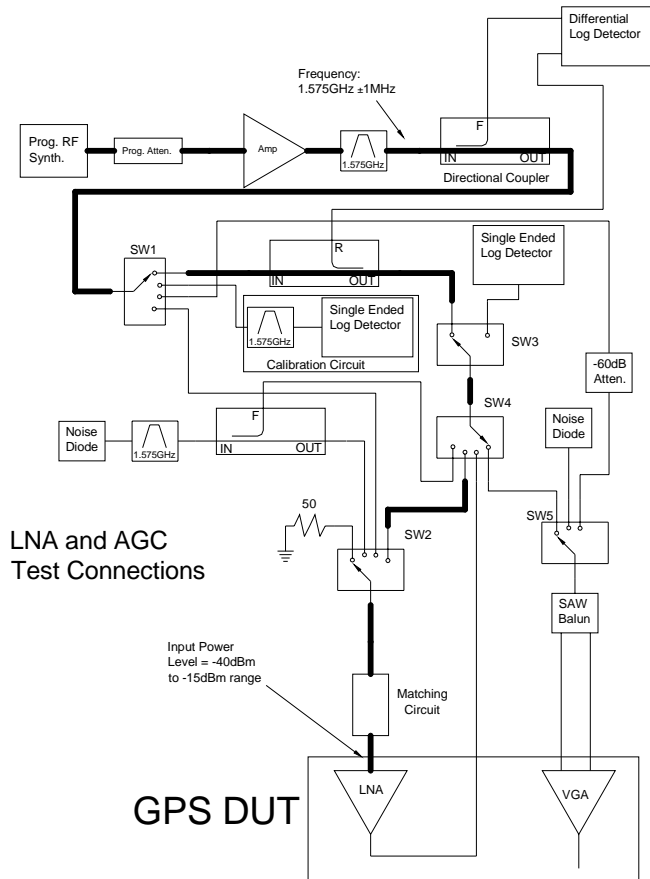 Differential
Log Detector
Frequency:
1.575GHz ±1MHz
Prog. RF
Synth.
Prog. Atten.
Amp
1.575GHz
F
IN
OUT
Directional Coupler
SW1
R
IN
OUT
Single Ended
Log Detector
1.575GHz
Single Ended
Log Detector
Calibration Circuit
SW3
-60dB
Atten.
SW4
Noise
Diode
1.575GHz
F
IN
OUT
Noise
Diode
50
SW2
SW5
LNA and AGC
Test Connections
SAW
Balun
Input Power
Level = -40dBm
to -15dBm range
Matching
Circuit
LNA
VGA
GPS DUT